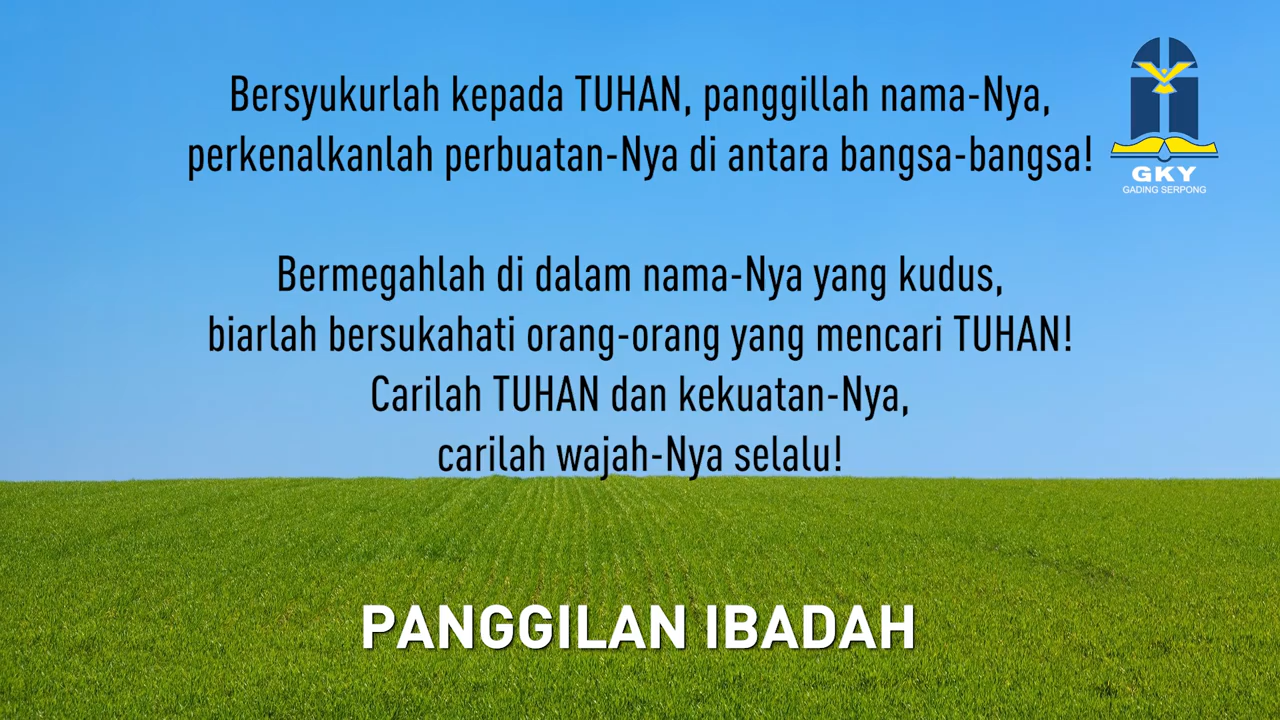 Bersyukurlah kepada TUHAN, panggillah nama-Nya,
perkenalkanlah perbuatan-Nya di antara bangsa-bangsa!
GKY
GADING SERPONG
Bermegahlah di dalam nama-Nya yang kudus,
biarlah bersukahati orang-orang yang mencari TUHAN!
Carilah TUHAN dan kekuatan-Nya,
carilah wajah-Nya selalu!
PANGGILAN IBADAH